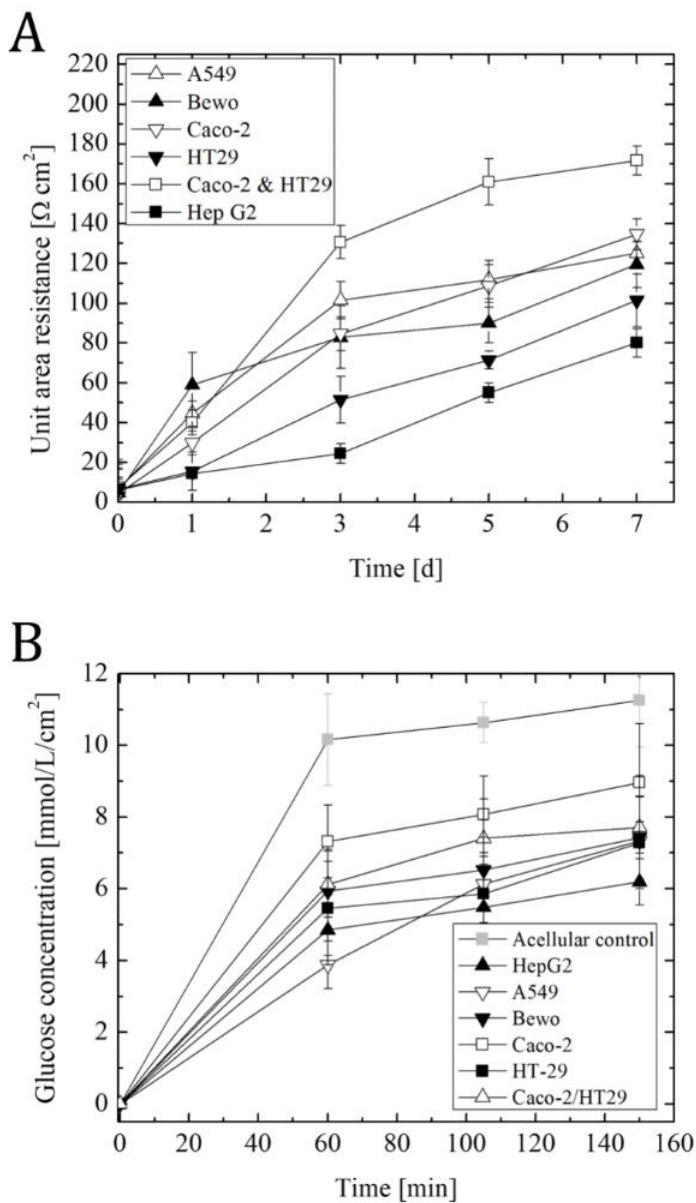 A
220
200
180
160
140
120
100
80
60
40
20
0
Unit area resistance [Ω cm²]
A549
Bewo
Caco-2
HT29
Caco-2 & HT29
Hep G2
0 1 2 3 4 5 6 7
Time [d]
B
12
10
8
6
4
2
0
Glucose concentration [mmol/L/cm²]
Acellular control
HepG2
A549
Bewo
Caco-2
HT-29
Caco-2/HT29
0 20 40 60 80 100 120 140 160
Time [min]